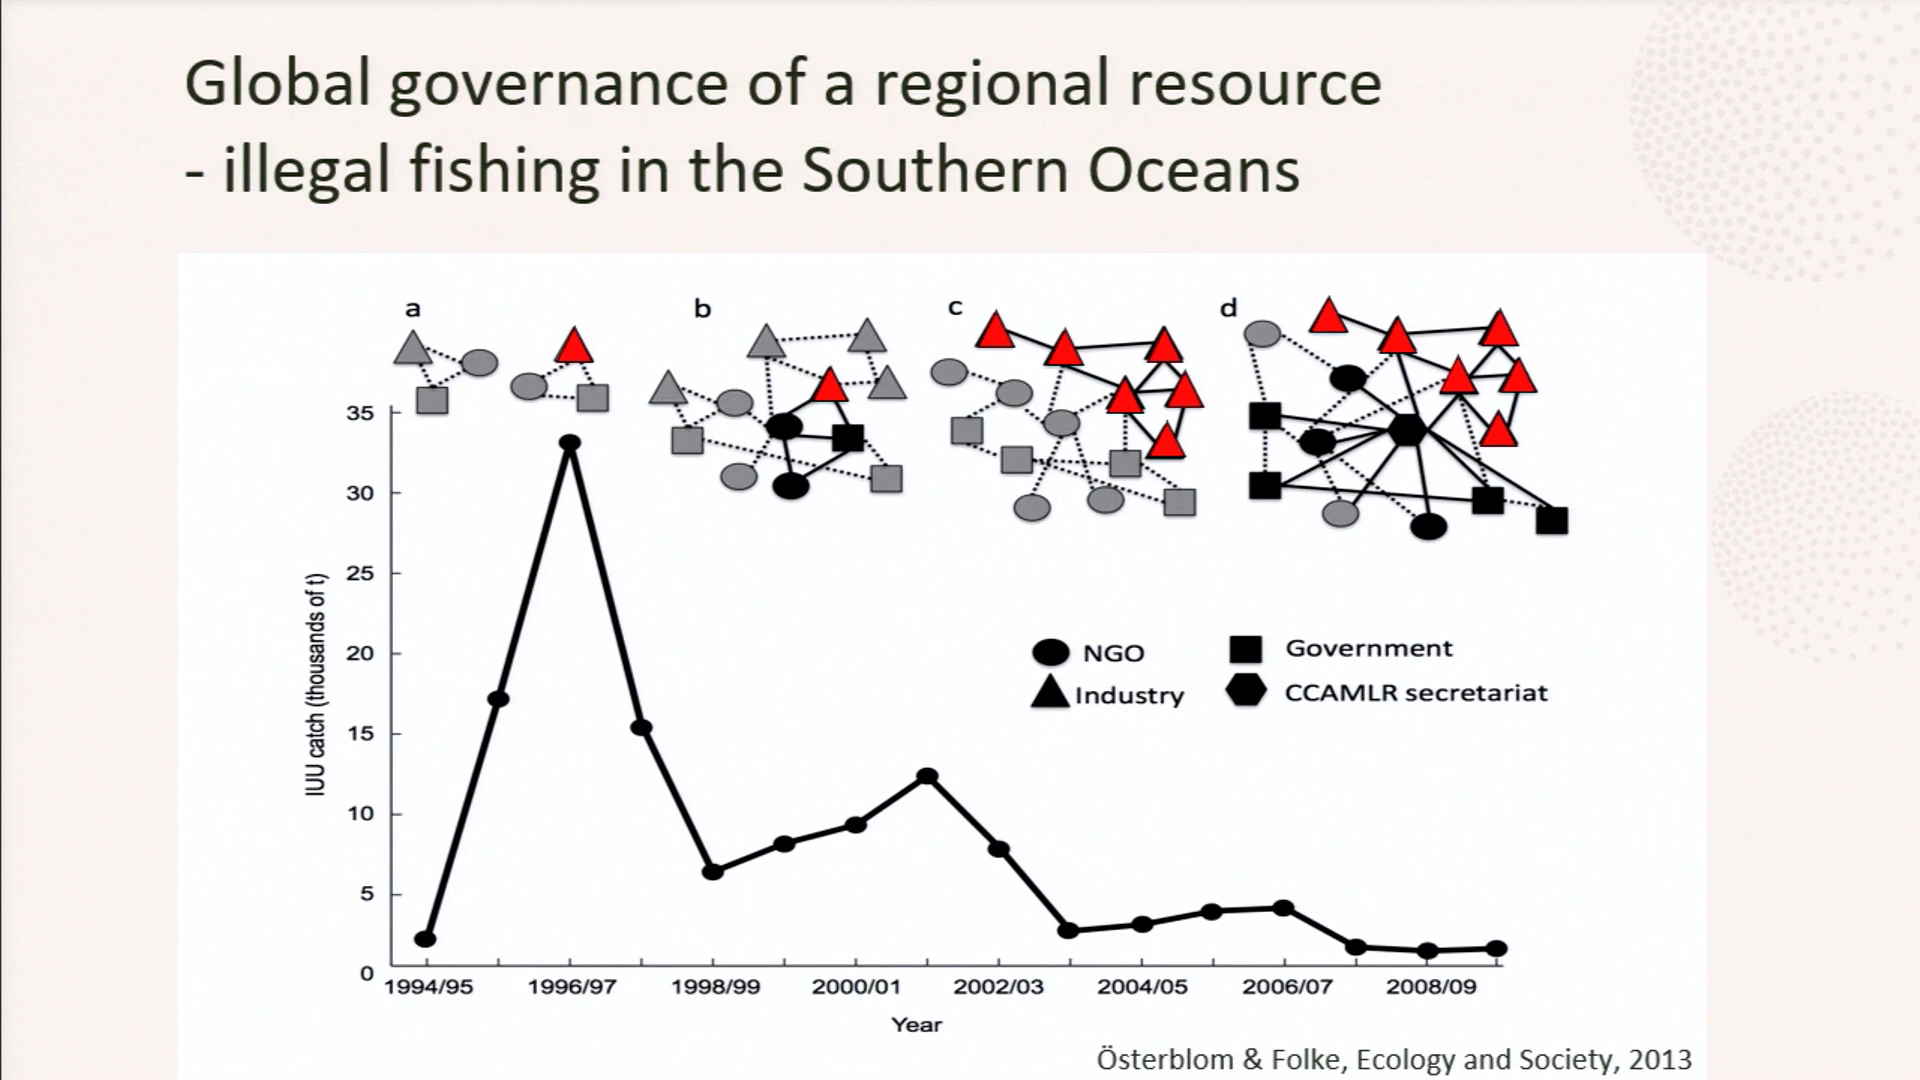 Global governance of a regional resource
- illegal fishing in the Southern Oceans
a
b
c
d
35
30
25
20
15
10
5
0
IUU catch (thousands of t)
NGO
Government
Industry
CCAMLR secretariat
1994/95
1996/97
1998/99
2000/01
2002/03
2004/05
2006/07
2008/09
Year
Österblom & Folke, Ecology and Society, 2013